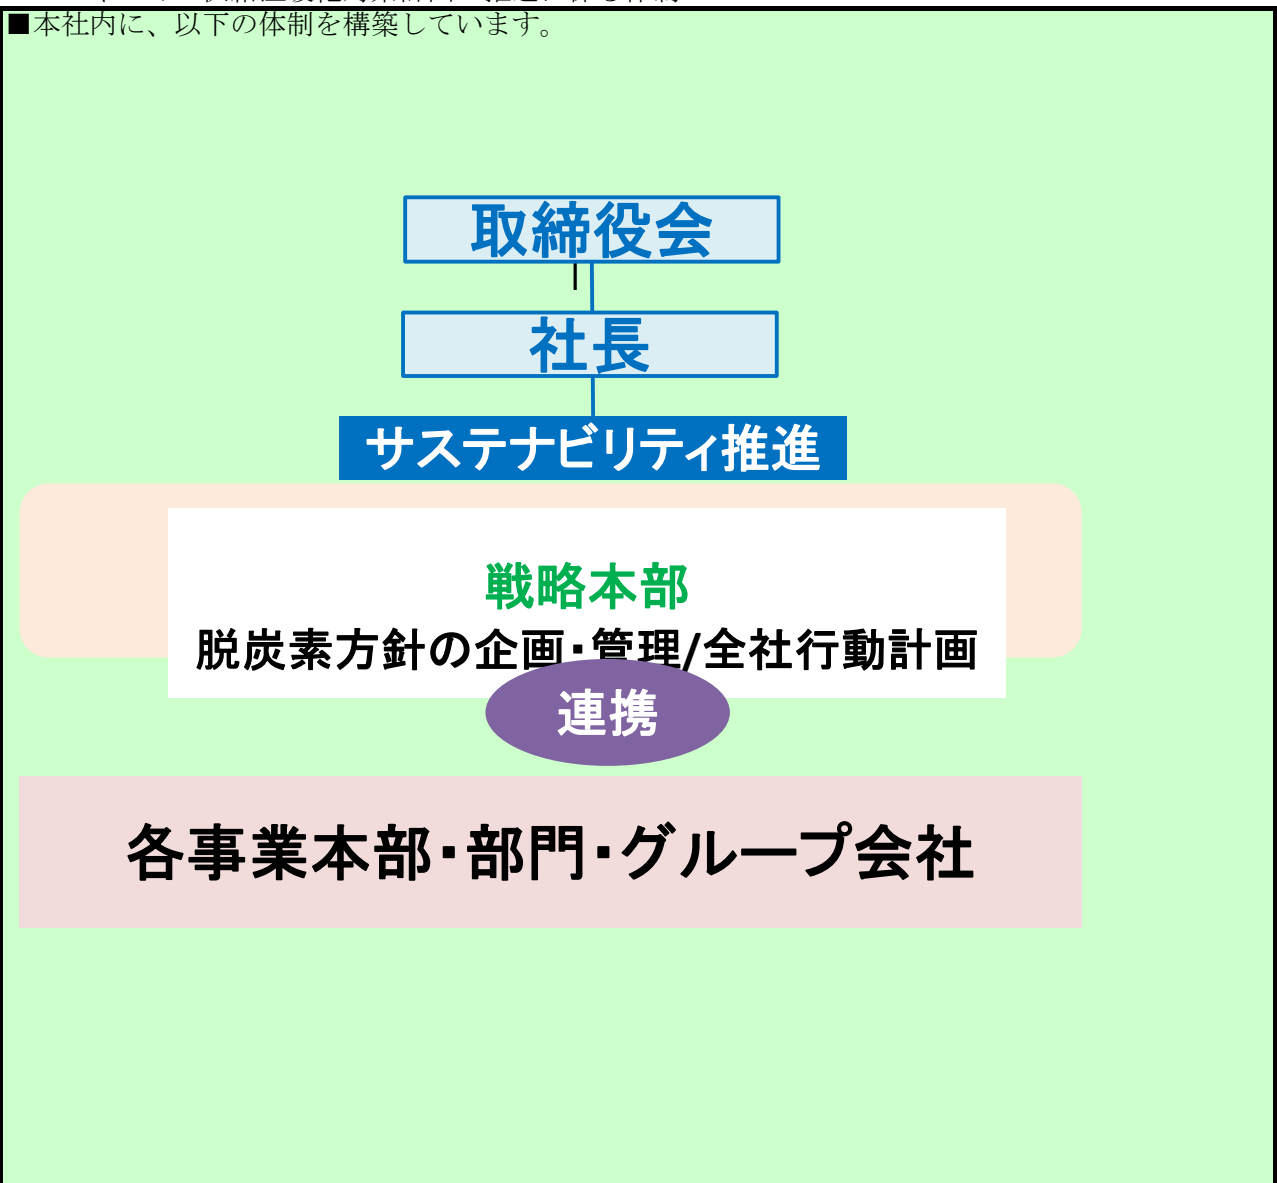 ■本社内に、以下の体制を構築しています。
取締役会
社長
サステナビリティ推進
戦略本部
脱炭素方針の企画・管理/全社行動計画
連携
各事業本部・部門・グループ会社